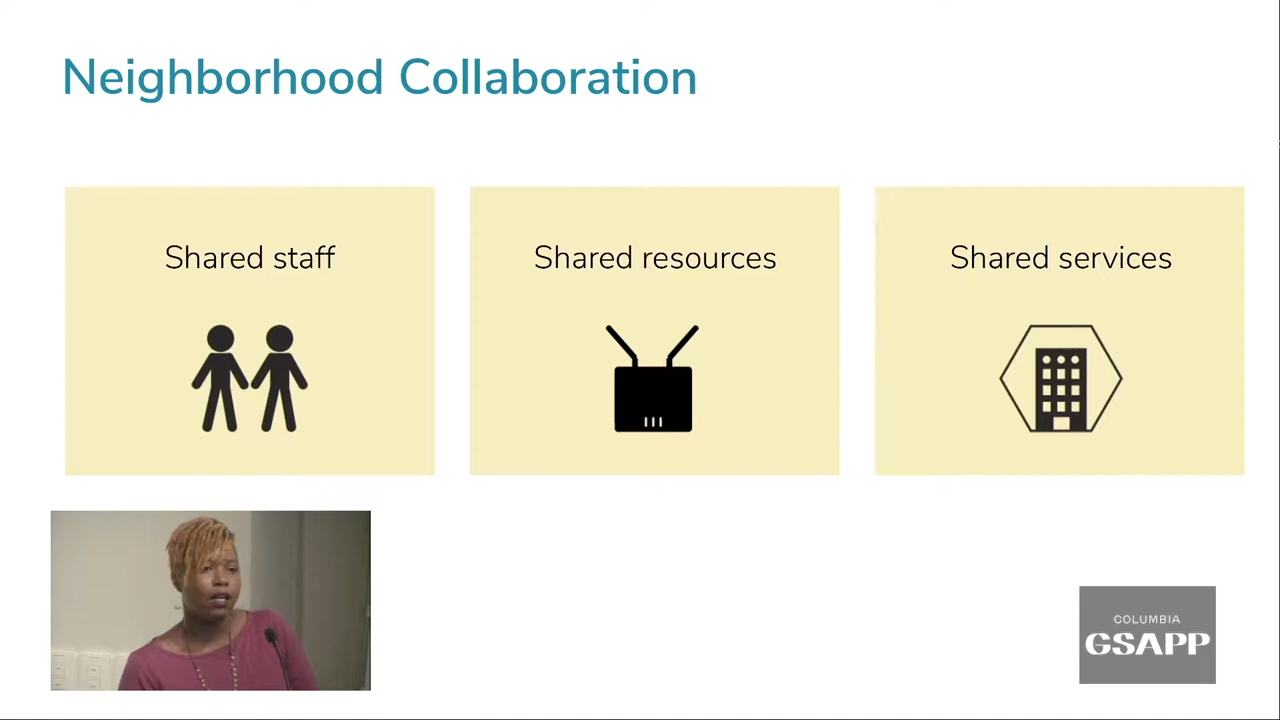 Neighborhood Collaboration
Shared staff
Shared resources
Shared services
COLUMBIA
GSAPP